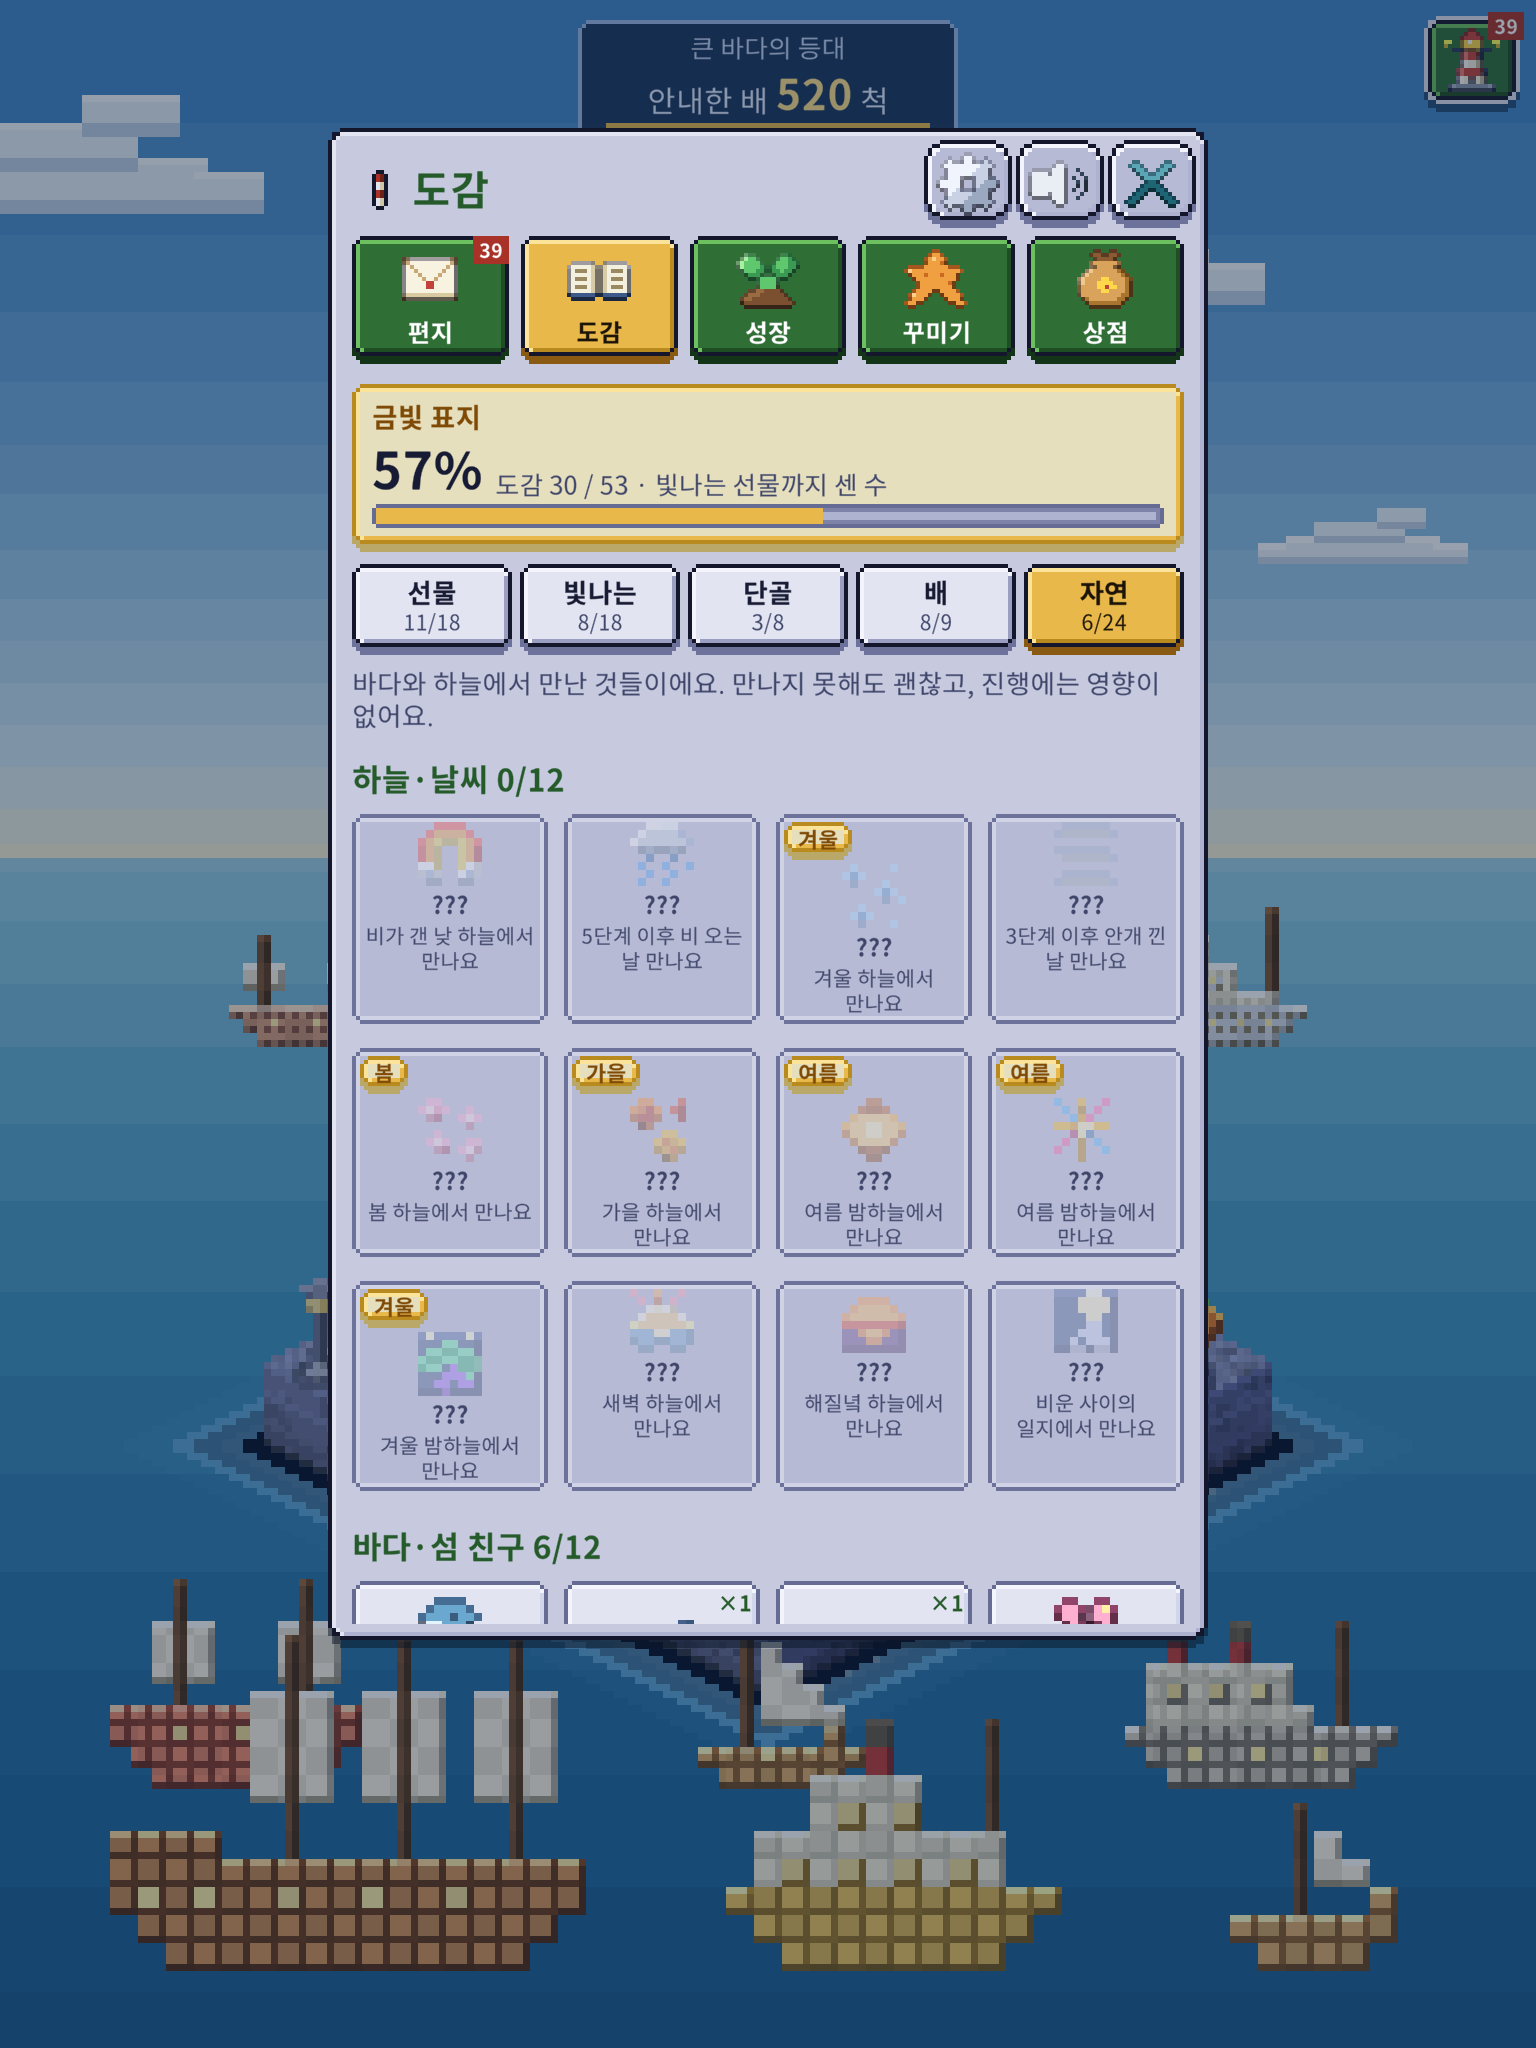 큰 바다의 등대
안내한 배 520 척
39
도감
39
편지
도감
성장
꾸미기
상점
금빛 표지
57% 도감 30 / 53 · 빛나는 선물까지 센 수
선물
11/18
빛나는
8/18
단골
3/8
배
8/9
자연
6/24
바다와 하늘에서 만난 것들이에요. 만나지 못해도 괜찮고, 진행에는 영향이
없어요.
하늘·날씨 0/12
???
비가 갠 낮 하늘에서
만나요
???
5단계 이후 비 오는
날 만나요
겨울
???
겨울 하늘에서
만나요
???
3단계 이후 안개 낀
날 만나요
봄
???
봄 하늘에서 만나요
가을
???
가을 하늘에서
만나요
여름
???
여름 밤하늘에서
만나요
여름
???
여름 밤하늘에서
만나요
겨울
???
겨울 밤하늘에서
만나요
???
새벽 하늘에서
만나요
???
해질녘 하늘에서
만나요
???
비운 사이의
일지에서 만나요
바다·섬 친구 6/12
×1
×1